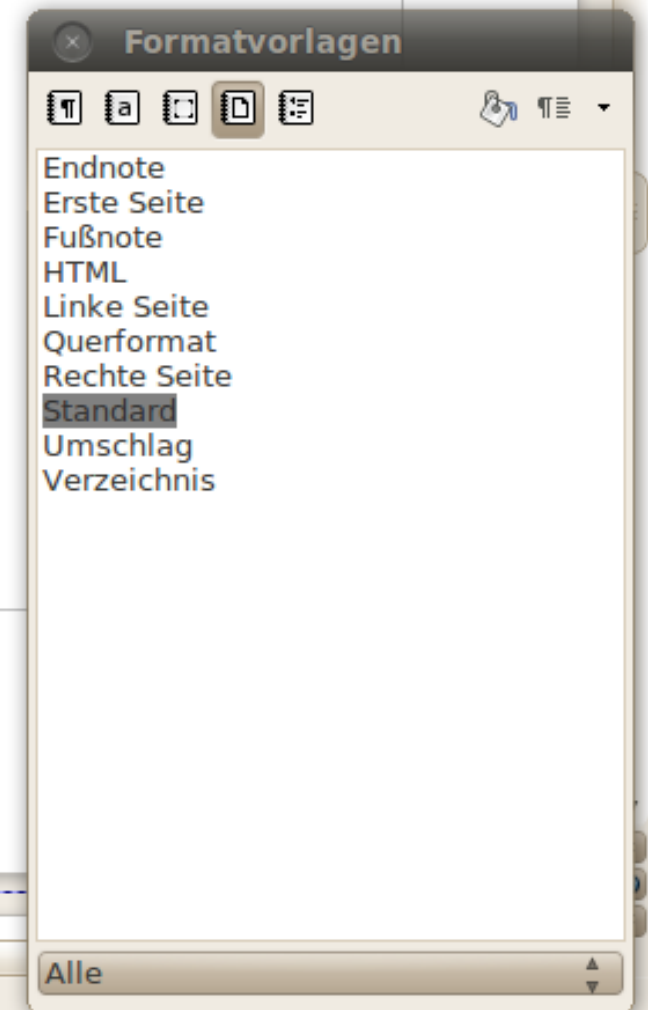 Formatvorlagen
Endnote
Erste Seite
Fußnote
HTML
Linke Seite
Querformat
Rechte Seite
Standard
Umschlag
Verzeichnis
Alle